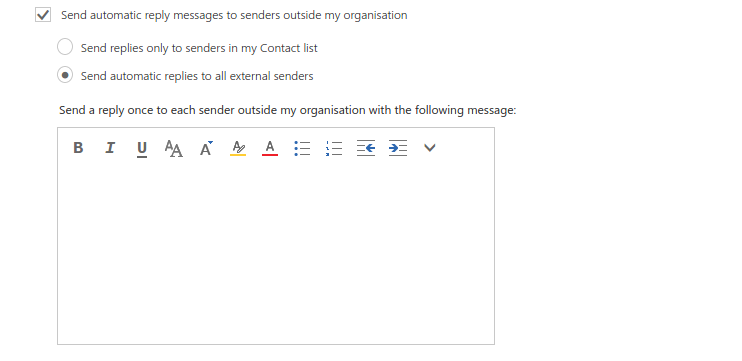 Send automatic reply messages to senders outside my organisation
Send replies only to senders in my Contact list
Send automatic replies to all external senders
Send a reply once to each sender outside my organisation with the following message:
B I U AA A A A